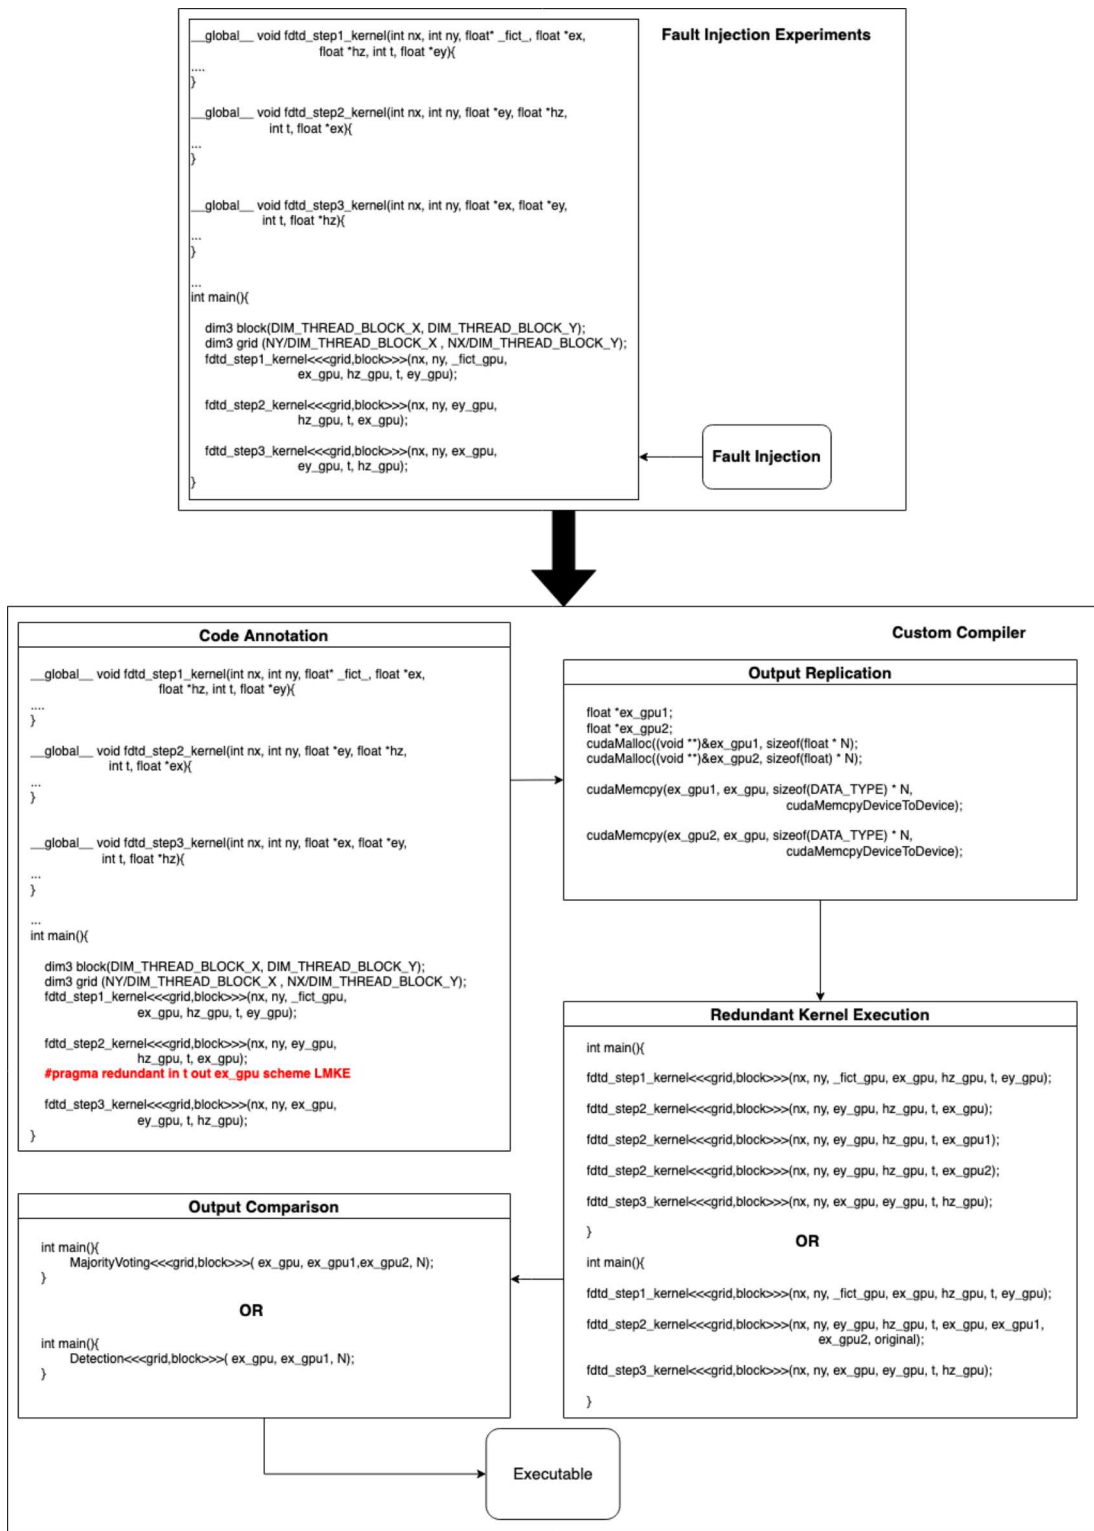 Fault Injection Experiments
__global__ void fdtd_step1_kernel(int nx, int ny, float* _fict_, float *ex,
float *hz, int t, float *ey){
....
}
__global__ void fdtd_step2_kernel(int nx, int ny, float *ey, float *hz,
int t, float *ex){
...
}
__global__ void fdtd_step3_kernel(int nx, int ny, float *ex, float *ey,
int t, float *hz){
...
}
...
int main(){
dim3 block(DIM_THREAD_BLOCK_X, DIM_THREAD_BLOCK_Y);
dim3 grid (NY/DIM_THREAD_BLOCK_X , NX/DIM_THREAD_BLOCK_Y);
fdtd_step1_kernel<<<grid,block>>>(nx, ny, _fict_gpu,
ex_gpu, hz_gpu, t, ey_gpu);
fdtd_step2_kernel<<<grid,block>>>(nx, ny, ey_gpu,
hz_gpu, t, ex_gpu);
fdtd_step3_kernel<<<grid,block>>>(nx, ny, ex_gpu,
ey_gpu, t, hz_gpu);
}
Fault Injection
Custom Compiler
Code Annotation
__global__ void fdtd_step1_kernel(int nx, int ny, float* _fict_, float *ex,
float *hz, int t, float *ey){
....
}
__global__ void fdtd_step2_kernel(int nx, int ny, float *ey, float *hz,
int t, float *ex){
...
}
__global__ void fdtd_step3_kernel(int nx, int ny, float *ex, float *ey,
int t, float *hz){
...
}
...
int main(){
dim3 block(DIM_THREAD_BLOCK_X, DIM_THREAD_BLOCK_Y);
dim3 grid (NY/DIM_THREAD_BLOCK_X , NX/DIM_THREAD_BLOCK_Y);
fdtd_step1_kernel<<<grid,block>>>(nx, ny, _fict_gpu,
ex_gpu, hz_gpu, t, ey_gpu);
fdtd_step2_kernel<<<grid,block>>>(nx, ny, ey_gpu,
hz_gpu, t, ex_gpu);
#pragma redundant in t out ex_gpu scheme LMKE
fdtd_step3_kernel<<<grid,block>>>(nx, ny, ex_gpu,
ey_gpu, t, hz_gpu);
}
Output Replication
float *ex_gpu1;
float *ex_gpu2;
cudaMalloc((void **)&ex_gpu1, sizeof(float * N);
cudaMalloc((void **)&ex_gpu2, sizeof(float) * N);
cudaMemcpy(ex_gpu1, ex_gpu, sizeof(DATA_TYPE) * N,
cudaMemcpyDeviceToDevice);
cudaMemcpy(ex_gpu2, ex_gpu, sizeof(DATA_TYPE) * N,
cudaMemcpyDeviceToDevice);
Redundant Kernel Execution
int main(){
fdtd_step1_kernel<<<grid,block>>>(nx, ny, _fict_gpu, ex_gpu, hz_gpu, t, ey_gpu);
fdtd_step2_kernel<<<grid,block>>>(nx, ny, ey_gpu, hz_gpu, t, ex_gpu);
fdtd_step2_kernel<<<grid,block>>>(nx, ny, ey_gpu, hz_gpu, t, ex_gpu1);
fdtd_step2_kernel<<<grid,block>>>(nx, ny, ey_gpu, hz_gpu, t, ex_gpu2);
fdtd_step3_kernel<<<grid,block>>>(nx, ny, ex_gpu, ey_gpu, t, hz_gpu);
}
OR
int main(){
fdtd_step1_kernel<<<grid,block>>>(nx, ny, _fict_gpu, ex_gpu, hz_gpu, t, ey_gpu);
fdtd_step2_kernel<<<grid,block>>>(nx, ny, ey_gpu, hz_gpu, t, ex_gpu, ex_gpu1,
ex_gpu2, original);
fdtd_step3_kernel<<<grid,block>>>(nx, ny, ex_gpu, ey_gpu, t, hz_gpu);
}
Output Comparison
int main(){
MajorityVoting<<<grid,block>>>( ex_gpu, ex_gpu1,ex_gpu2, N);
}
OR
int main(){
Detection<<<grid,block>>>( ex_gpu, ex_gpu1, N);
}
Executable